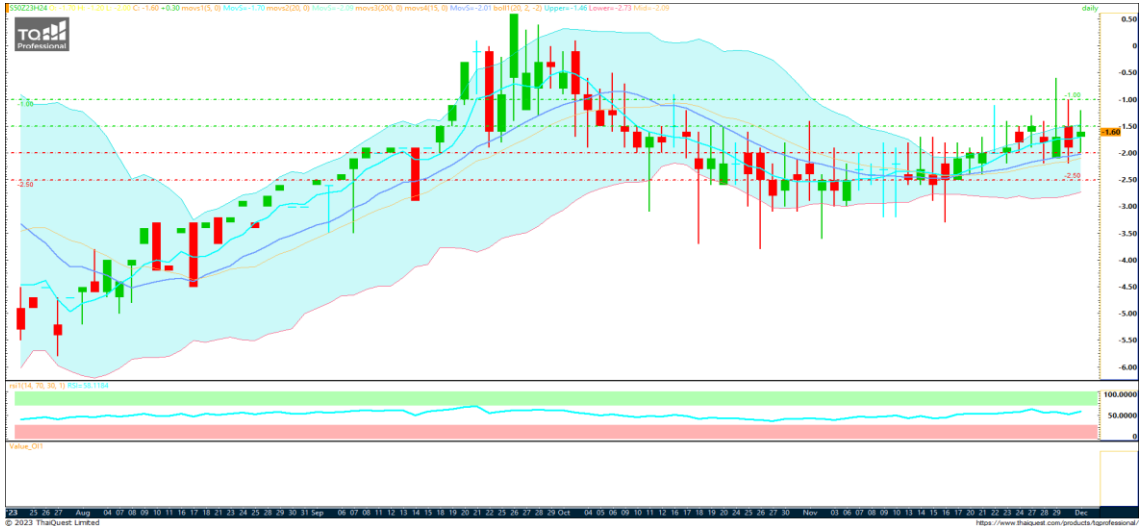 S50Z23H24
C: -1.60 +0.30 movs1(5, 0) MovS=-1.70 movs2(20, 0) movs3(200, 0) movs4(15, 0) MovS=-2.01 boll1(20, 2, -2) Upper=-1.46 Lower=-2.73
daily
TQ
Professional
0.50
0
-0.50
-1.00
-1.00
-1.00
-1.50
-1.60
-2.00
-2.50
-2.50
-2.50
-3.00
-3.50
-4.00
-4.50
-5.00
-5.50
-6.00
rsi1(14, 70, 30, 1)
100.0000
50.0000
0
Value_OI1
'23 25 26 27 Aug 03 04 07 08 09 10 11 15 16 17 18 21 22 23 24 25 28 29 30 31 Sep 06 07 08 11 12 13 14 15 18 19 20 21 22 25 26 27 28 29 Oct 04 05 06 09 10 11 12 16 17 18 19 20 24 25 26 27 30 Nov 03 06 07 08 09 10 13 14 15 16 17 20 21 22 23 24 27 28 29 Dec
© 2023 ThaiQuest Limited
https://www.thaiquest.com/products/tqprofessional/